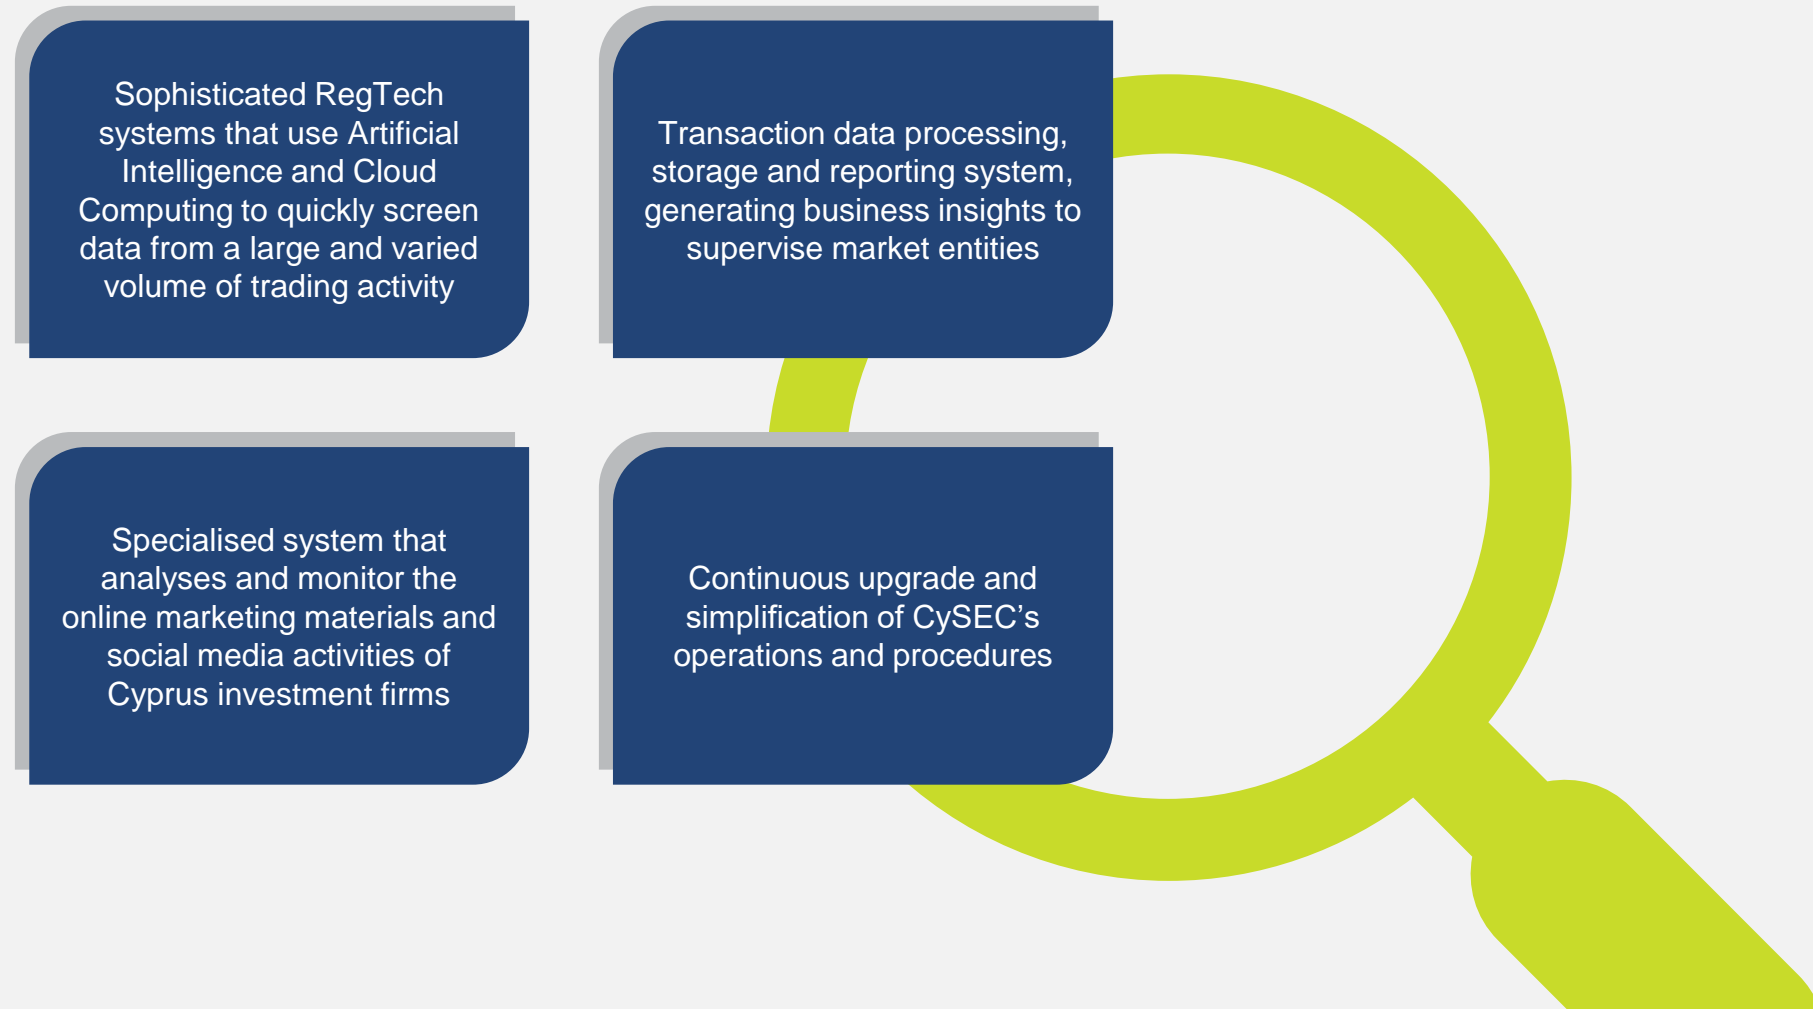 Sophisticated RegTech
systems that use Artificial
Intelligence and Cloud
Computing to quickly screen
data from a large and varied
volume of trading activity
Transaction data processing,
storage and reporting system,
generating business insights to
supervise market entities
Specialised system that
analyses and monitor the
online marketing materials and
social media activities of
Cyprus investment firms
Continuous upgrade and
simplification of CySEC’s
operations and procedures